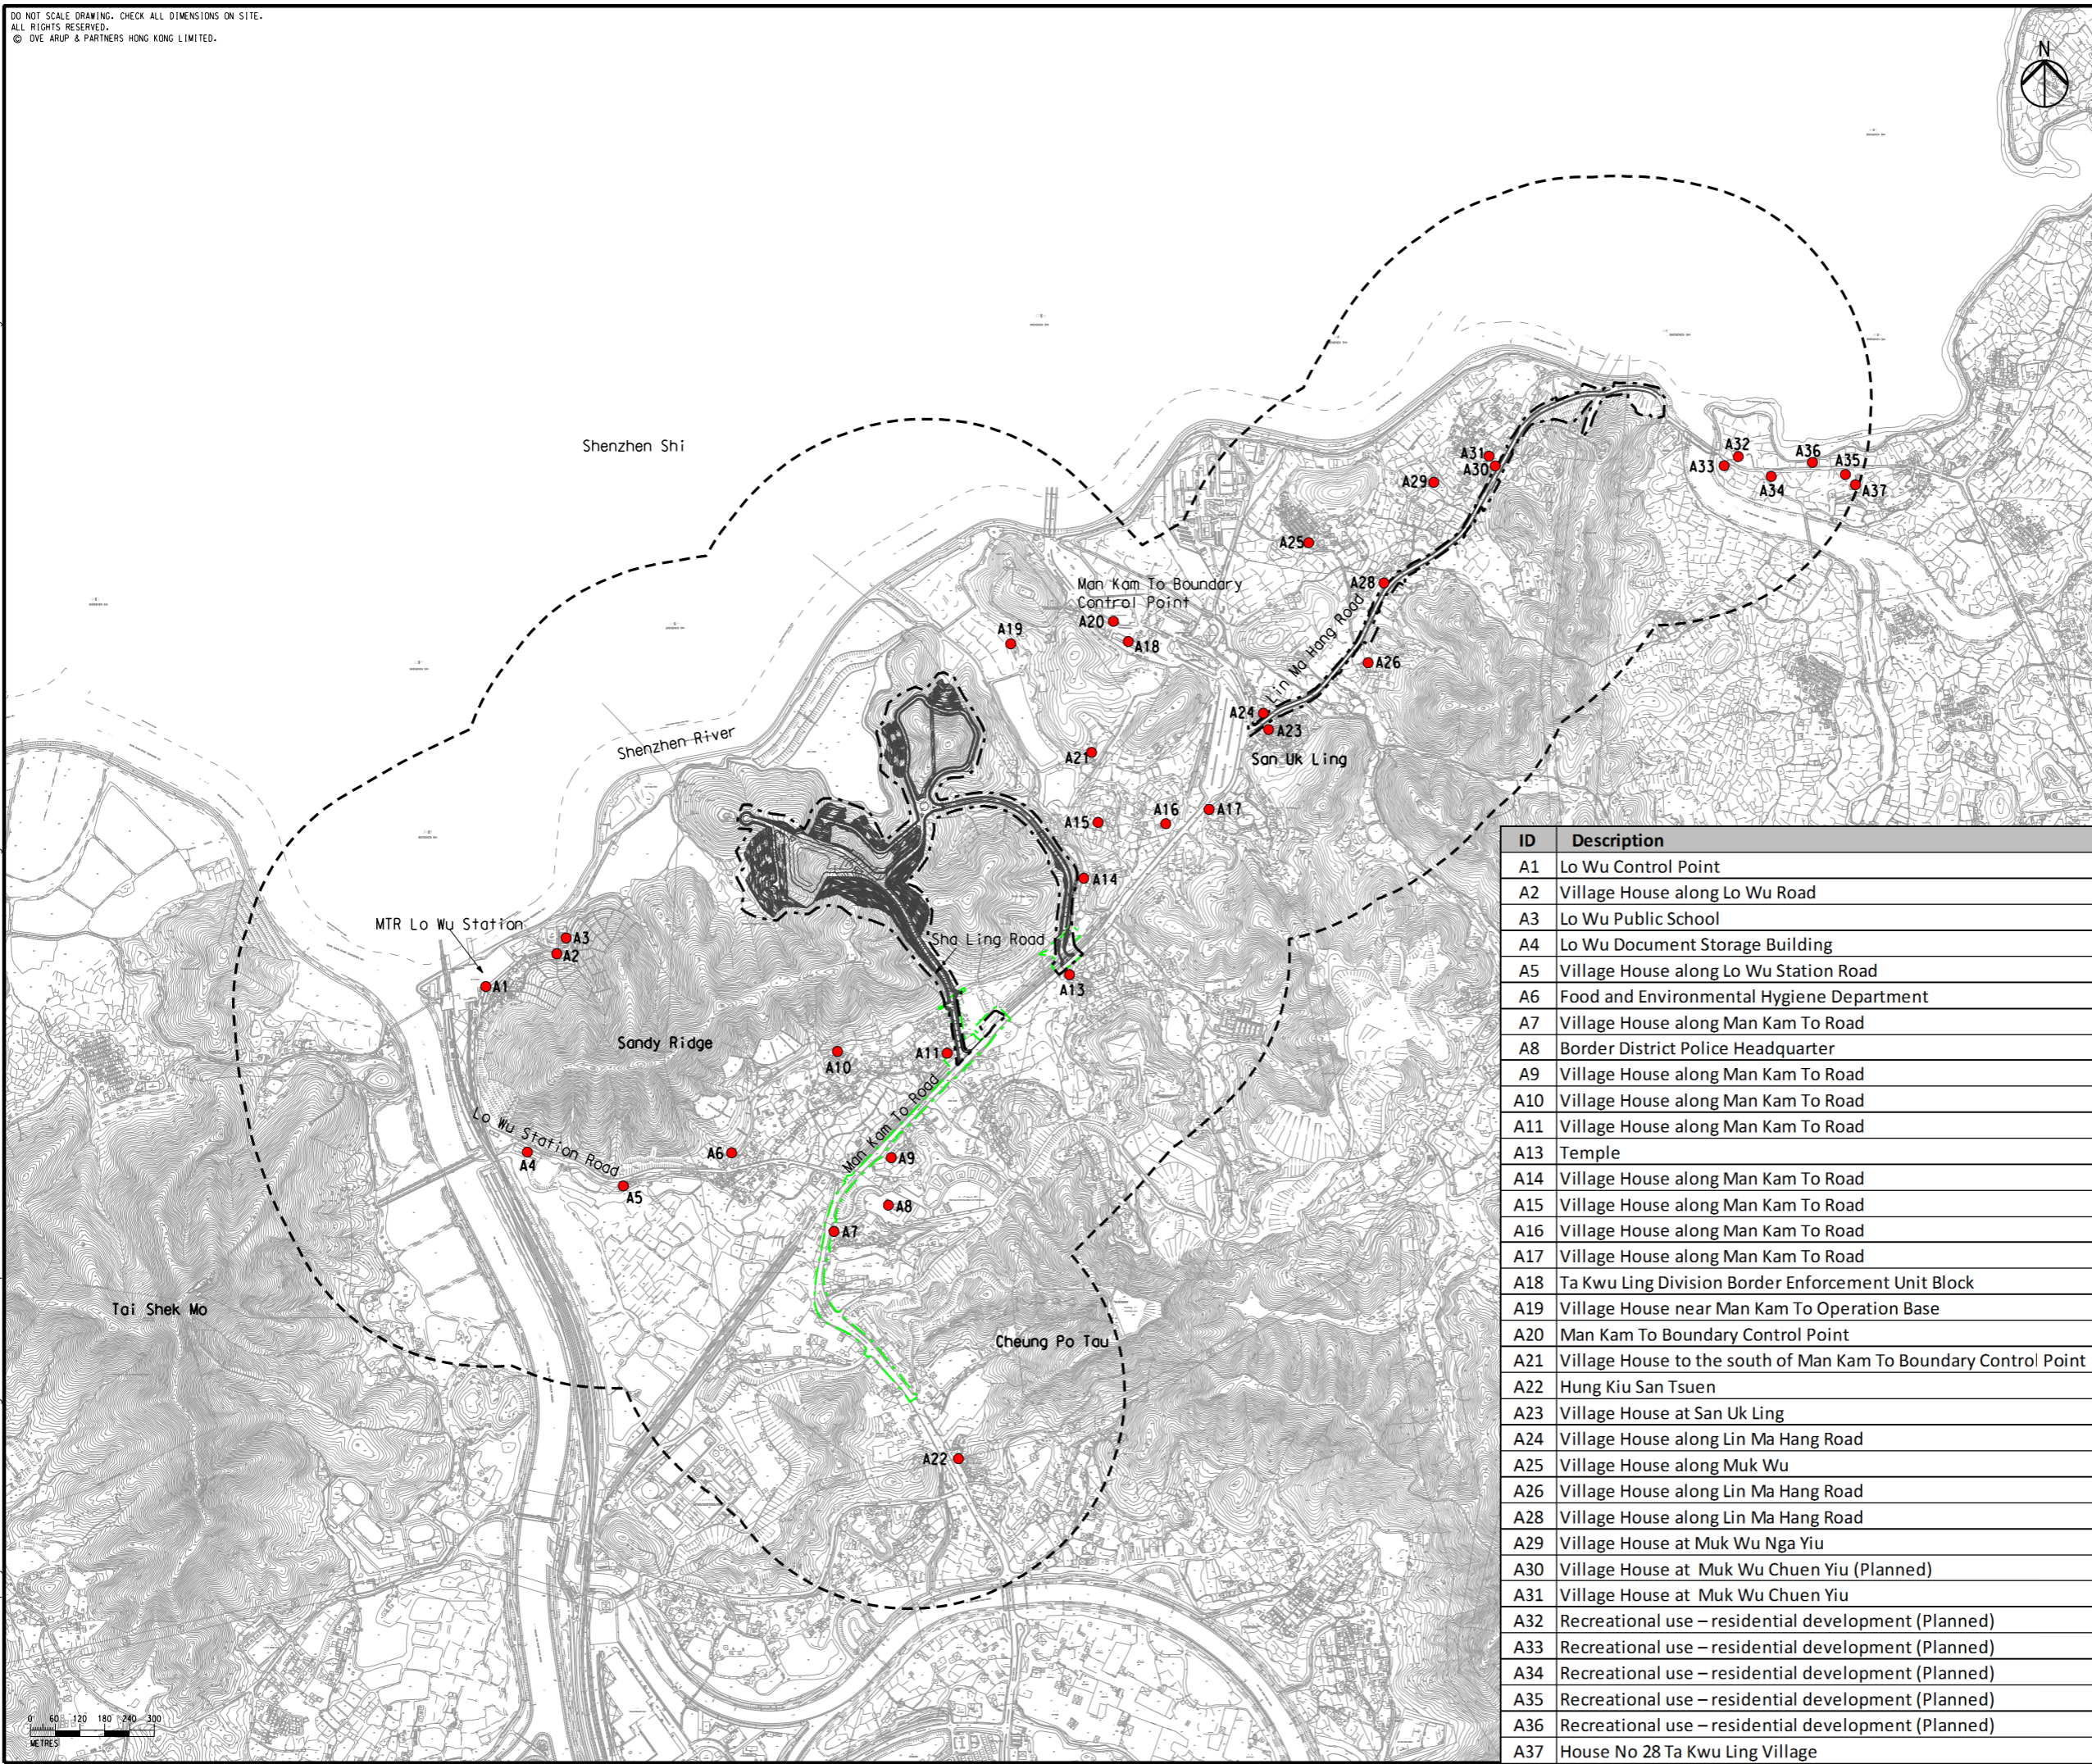 DO NOT SCALE DRAWING. CHECK ALL DIMENSIONS ON SITE.
ALL RIGHTS RESERVED.
© OVE ARUP & PARTNERS HONG KONG LIMITED.
N
Shenzhen Shi
A31
A30
A29
A32
A33
A36
A35
A34
A37
A25
Man Kam To Boundary
Control Point
A28
A20
A18
A19
Lin Ma Hang Road
A26
A24
A23
San Uk Ling
Shenzhen River
A21
A15
A16
A17
A14
MTR Lo Wu Station
A3
A2
A1
Sha Ling Road
A13
Sandy Ridge
A10
A11
Man Kam To Road
Lo Wu Station Road
A4
A5
A6
A9
A8
A7
Tai Shek Mo
Cheung Po Tau
A22
0 60 120 180 240 300
METRES
ID Description
A1 Lo Wu Control Point
A2 Village House along Lo Wu Road
A3 Lo Wu Public School
A4 Lo Wu Document Storage Building
A5 Village House along Lo Wu Station Road
A6 Food and Environmental Hygiene Department
A7 Village House along Man Kam To Road
A8 Border District Police Headquarter
A9 Village House along Man Kam To Road
A10 Village House along Man Kam To Road
A11 Village House along Man Kam To Road
A13 Temple
A14 Village House along Man Kam To Road
A15 Village House along Man Kam To Road
A16 Village House along Man Kam To Road
A17 Village House along Man Kam To Road
A18 Ta Kwu Ling Division Border Enforcement Unit Block
A19 Village House near Man Kam To Operation Base
A20 Man Kam To Boundary Control Point
A21 Village House to the south of Man Kam To Boundary Control Point
A22 Hung Kiu San Tsuen
A23 Village House at San Uk Ling
A24 Village House along Lin Ma Hang Road
A25 Village House along Muk Wu
A26 Village House along Lin Ma Hang Road
A28 Village House along Lin Ma Hang Road
A29 Village House at Muk Wu Nga Yiu
A30 Village House at Muk Wu Chuen Yiu (Planned)
A31 Village House at Muk Wu Chuen Yiu
A32 Recreational use – residential development (Planned)
A33 Recreational use – residential development (Planned)
A34 Recreational use – residential development (Planned)
A35 Recreational use – residential development (Planned)
A36 Recreational use – residential development (Planned)
A37 House No 28 Ta Kwu Ling Village